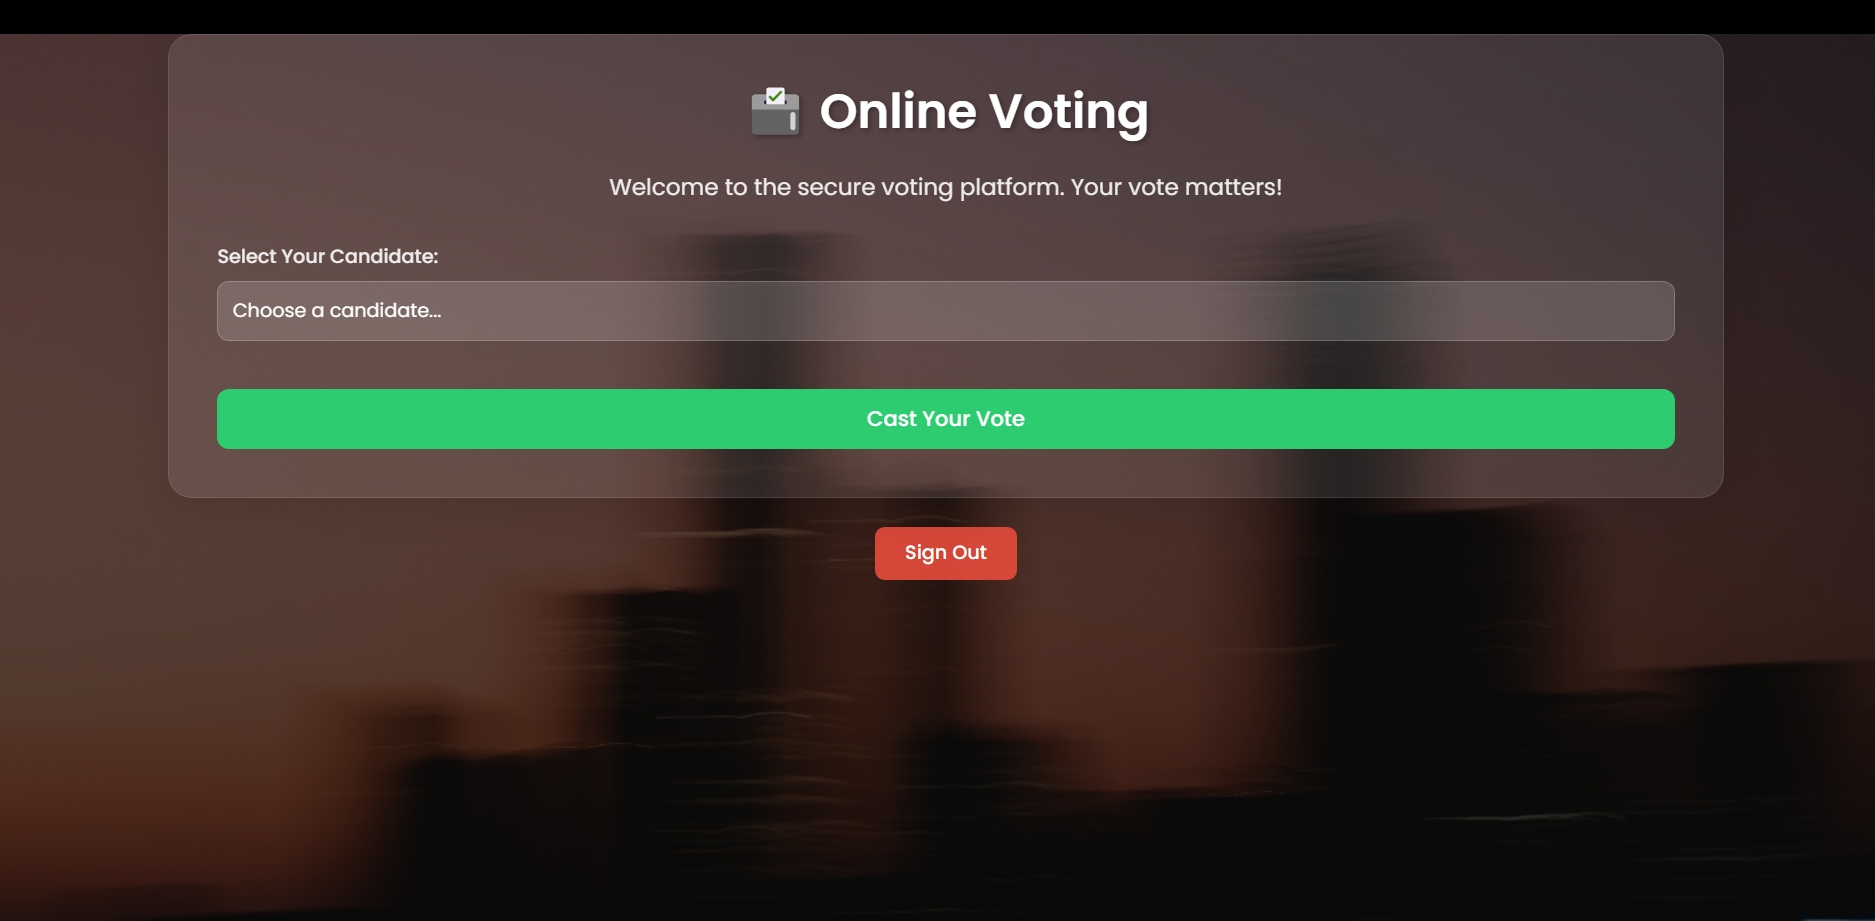 Online Voting
Welcome to the secure voting platform. Your vote matters!
Select Your Candidate:
Choose a candidate...
Cast Your Vote
Sign Out